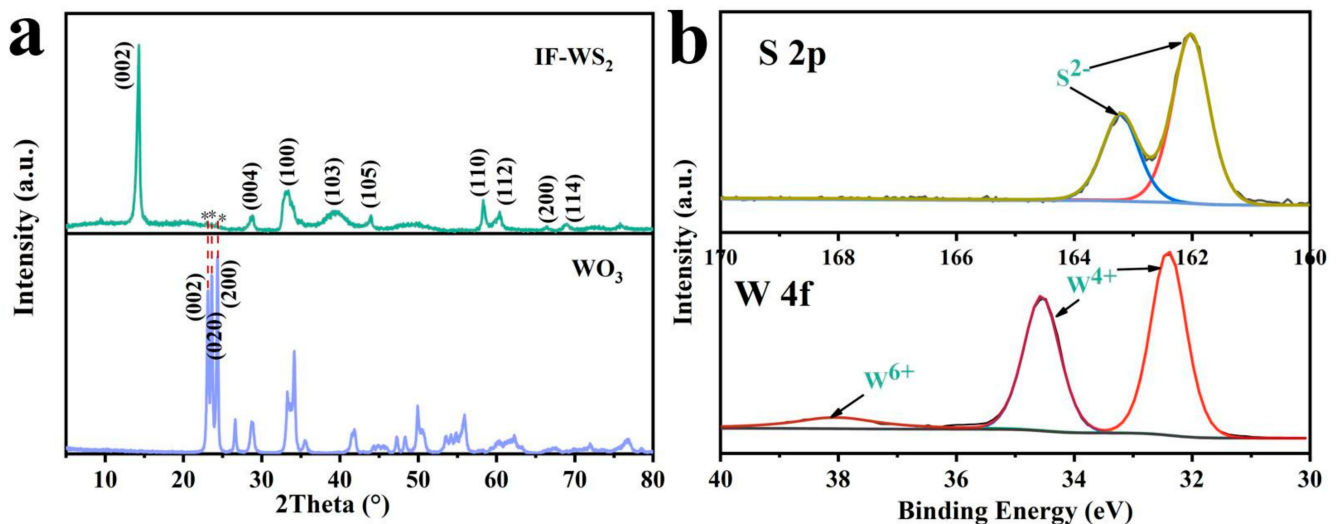 a
IF-WS2
(002)
(004)
(100)
(103)
(105)
(110)
(112)
(200)
(114)
* * *
WO3
(002)
(020)
(200)
Intensity (a.u.)
10 20 30 40 50 60 70 80
2Theta (°)
b
S 2p
S2-
170 168 166 164 162 160
W 4f
W4+
W6+
Intensity (a.u.)
40 38 36 34 32 30
Binding Energy (eV)